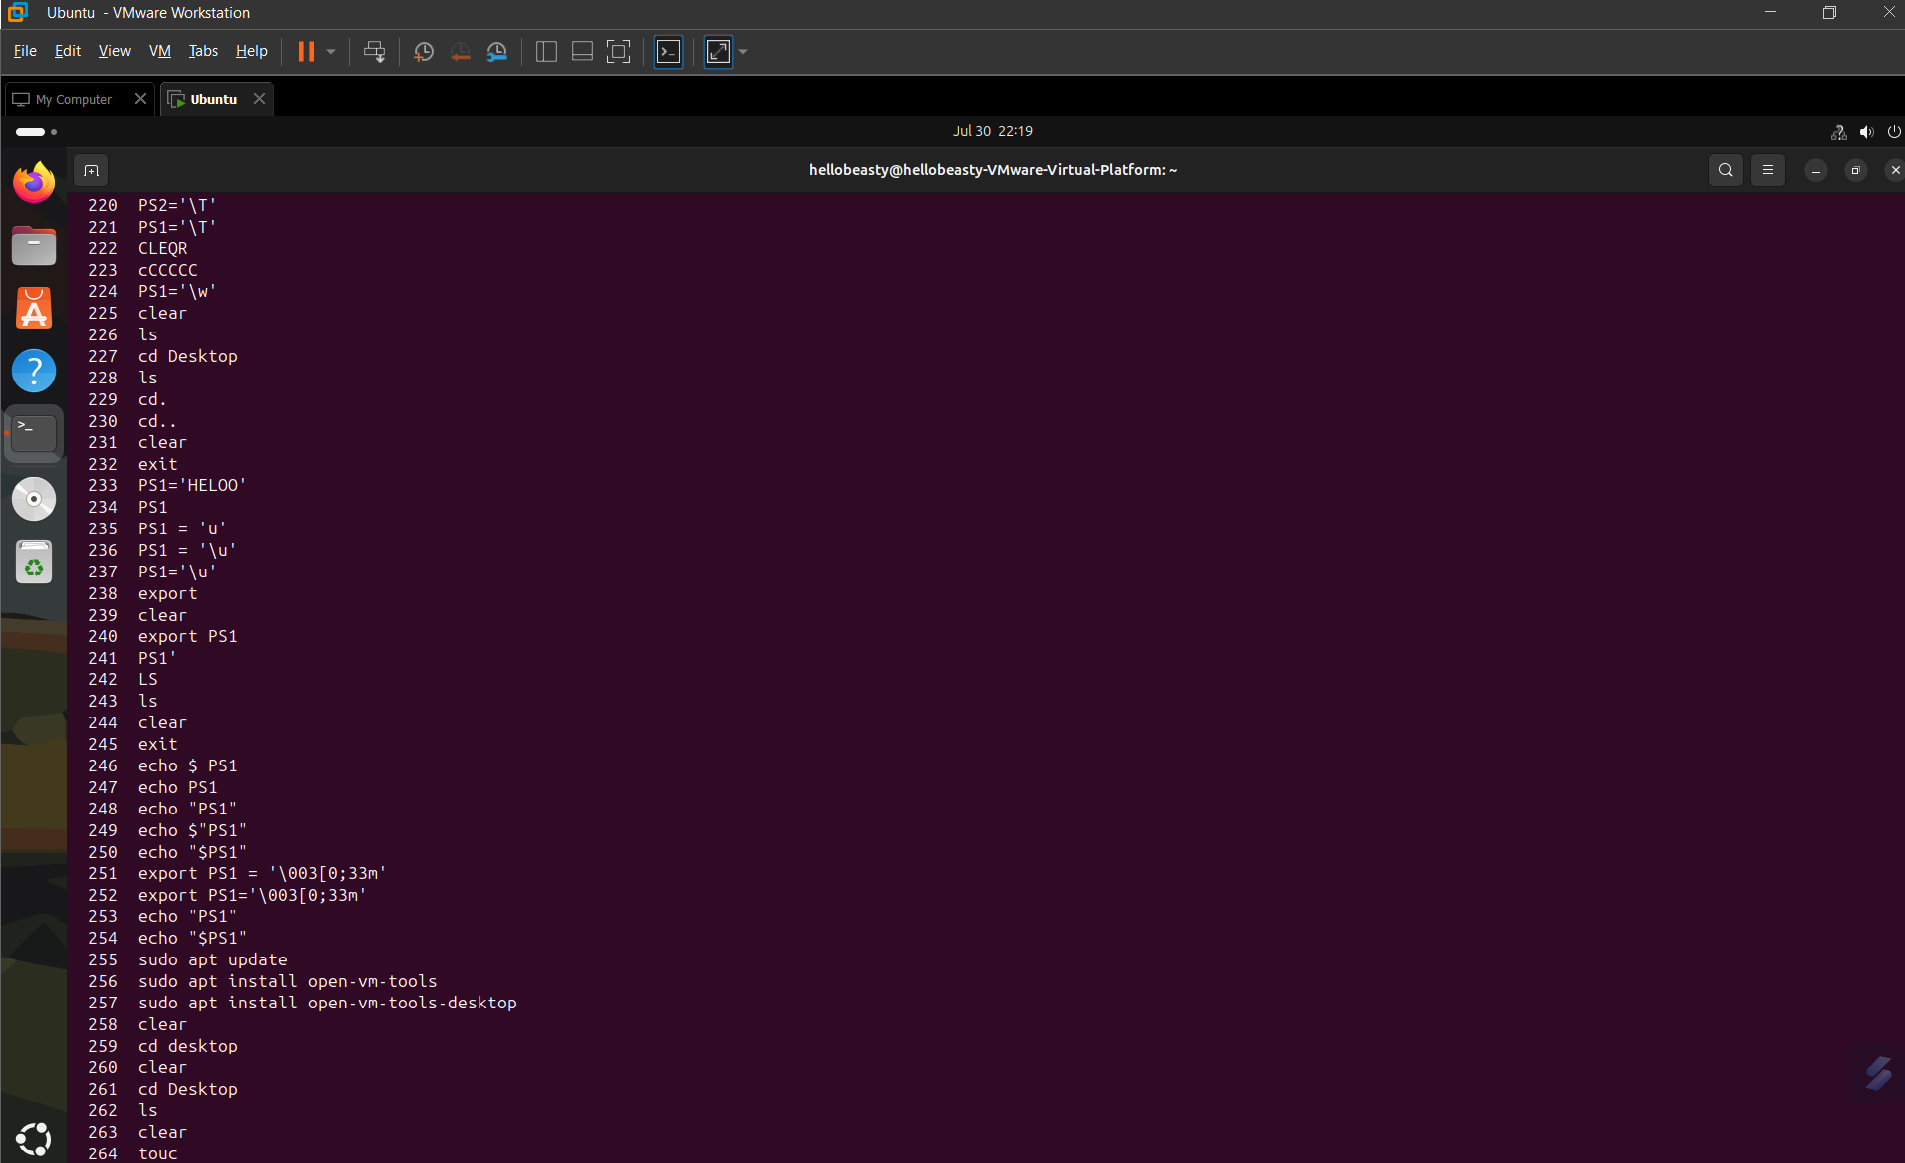 Ubuntu - VMware Workstation
File Edit View VM Tabs Help
My Computer Ubuntu
Jul 30 22:19
hellobeasty@hellobeasty-VMware-Virtual-Platform: ~
220 PS2='\T'
221 PS1='\T'
222 CLEQR
223 cCCCCC
224 PS1='\w'
225 clear
226 ls
227 cd Desktop
228 ls
229 cd.
230 cd..
231 clear
232 exit
233 PS1='HELOO'
234 PS1
235 PS1 = 'u'
236 PS1 = '\u'
237 PS1='\u'
238 export
239 clear
240 export PS1
241 PS1'
242 LS
243 ls
244 clear
245 exit
246 echo $ PS1
247 echo PS1
248 echo "PS1"
249 echo $"PS1"
250 echo "$PS1"
251 export PS1 = '\003[0;33m'
252 export PS1='\003[0;33m'
253 echo "PS1"
254 echo "$PS1"
255 sudo apt update
256 sudo apt install open-vm-tools
257 sudo apt install open-vm-tools-desktop
258 clear
259 cd desktop
260 clear
261 cd Desktop
262 ls
263 clear
264 touc